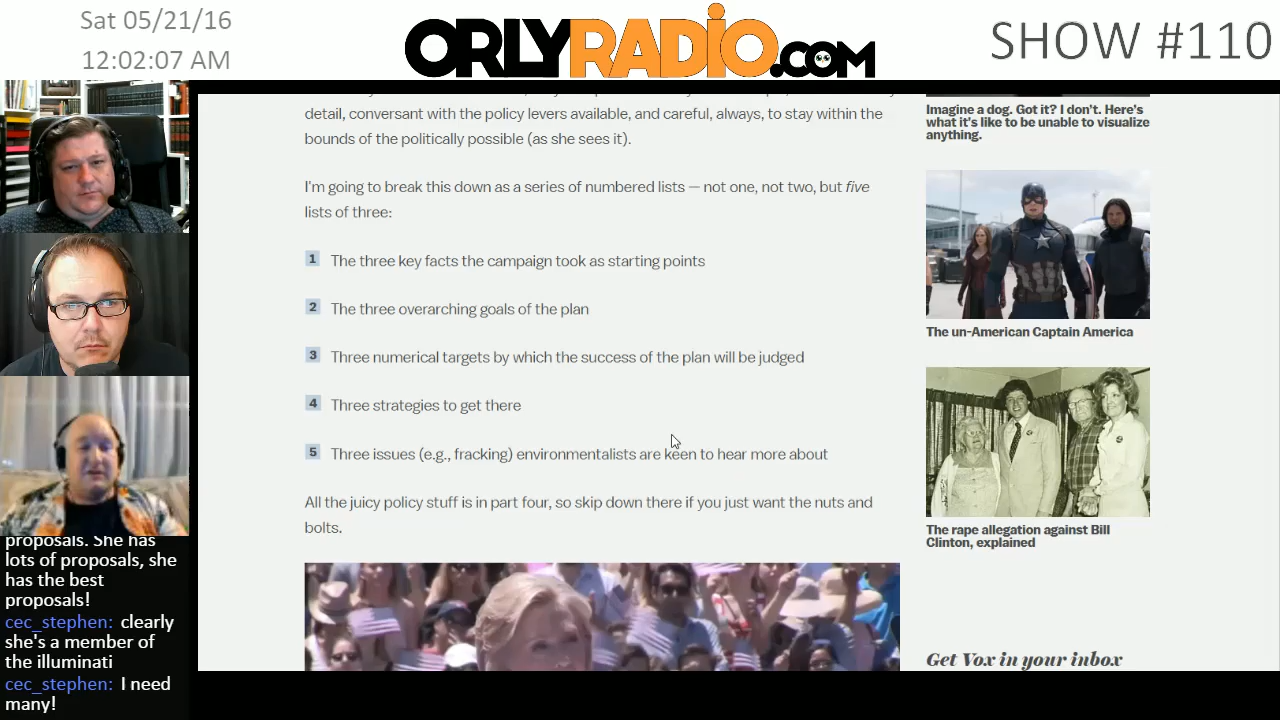 Sat 05/21/16
12:02:07 AM
ORLYRADiO.COM
SHOW #110
detail, conversant with the policy levers available, and careful, always, to stay within the
bounds of the politically possible (as she sees it).
I'm going to break this down as a series of numbered lists — not one, not two, but five
lists of three:
1 The three key facts the campaign took as starting points
2 The three overarching goals of the plan
3 Three numerical targets by which the success of the plan will be judged
4 Three strategies to get there
5 Three issues (e.g., fracking) environmentalists are keen to hear more about
All the juicy policy stuff is in part four, so skip down there if you just want the nuts and
bolts.
Imagine a dog. Got it? I don't. Here's
what it's like to be unable to visualize
anything.
The un-American Captain America
The rape allegation against Bill
Clinton, explained
Get Vox in your inbox
proposals. She has
lots of proposals, she
has the best
proposals!
cec_stephen: clearly
she's a member of
the illuminati
cec_stephen: I need
many!